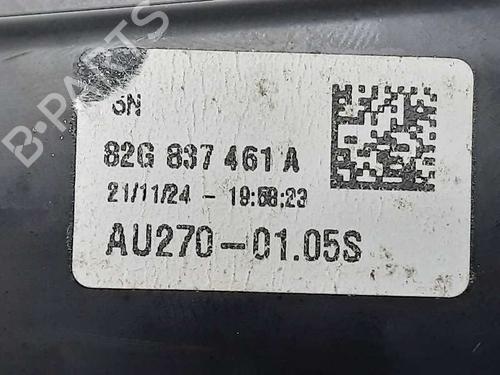 B-PARTS
SN
82G 837 461 A
21/11/24 - 19:58:23
AU270-01.05S